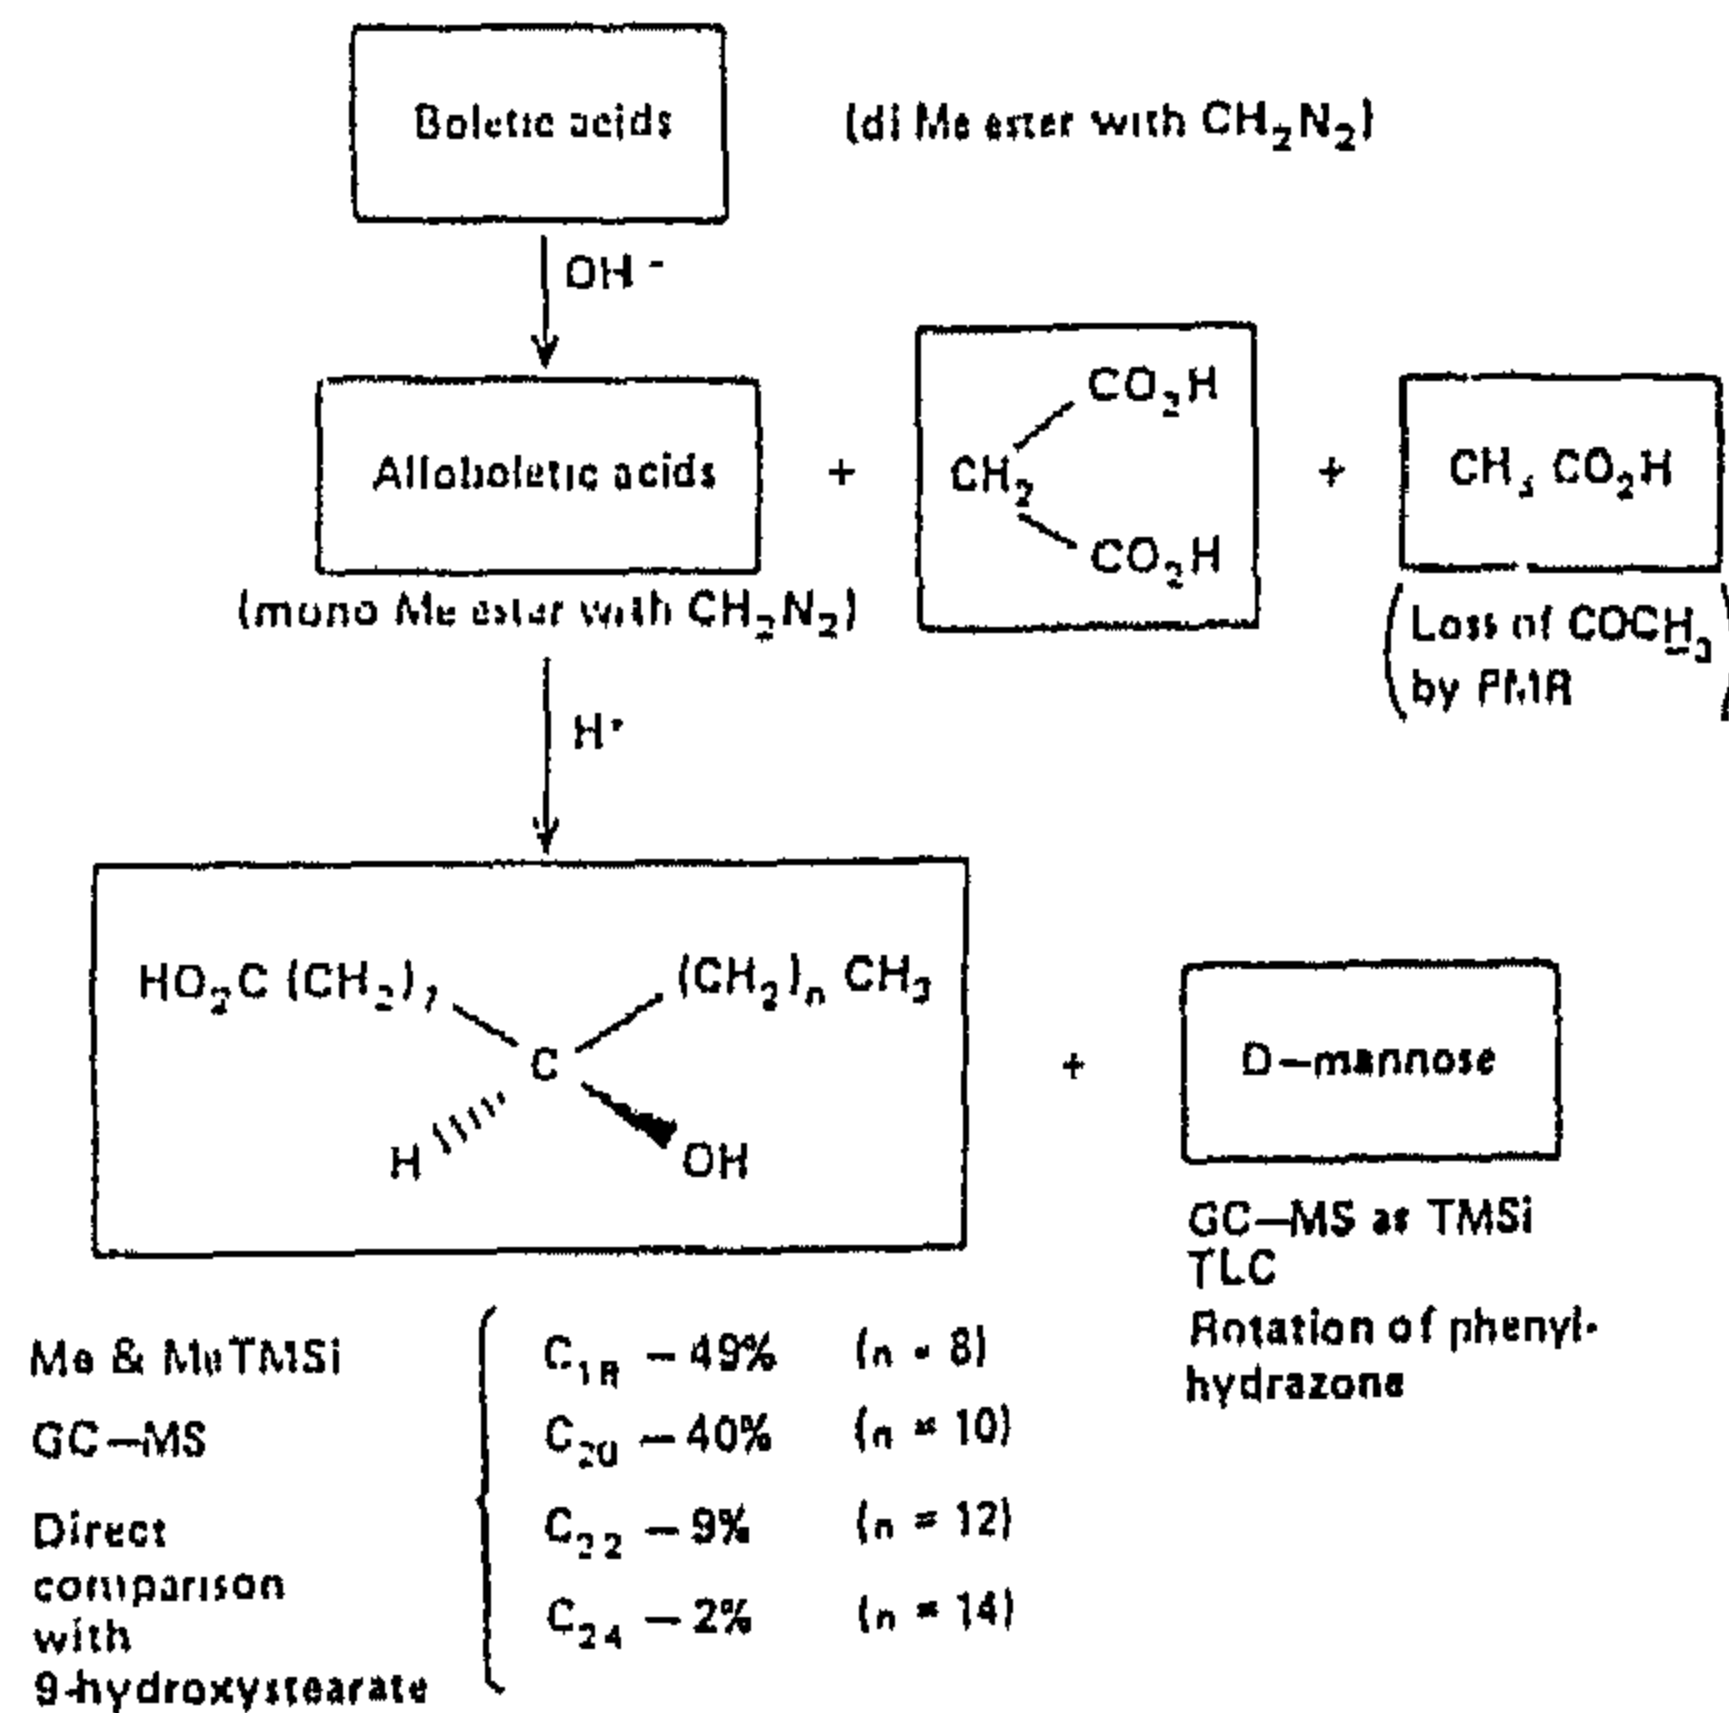 Boletic acids
(di Me ester with CH₂N₂)
OH⁻
Alloboletic acids
+
CO₂H
CH₂
CO₂H
+
CH₃ CO₂H
(mono Me ester with CH₂N₂)
(Loss of COCH₃
by PMR)
H⁺
HO₂C (CH₂)₇
(CH₂)ₙ CH₃
C
H
OH
+
D–mannose
GC–MS as TMSi
TLC
Rotation of phenyl-
hydrazone
Me & MeTMSi
GC–MS
Direct
comparison
with
9-hydroxystearate
C₁₈ – 49% (n = 8)
C₂₀ – 40% (n = 10)
C₂₂ – 9% (n = 12)
C₂₄ – 2% (n = 14)